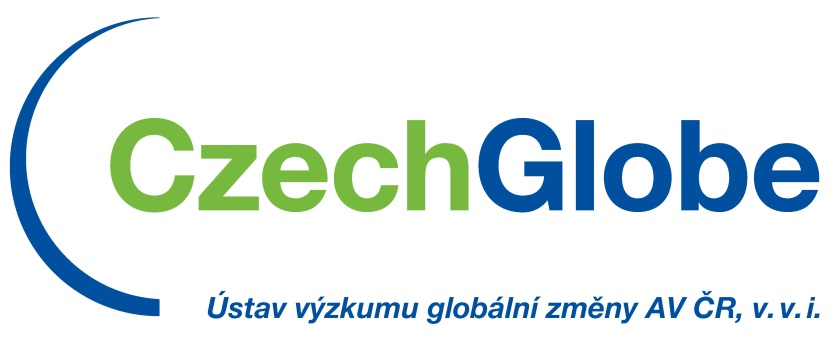 CzechGlobe
Ústav výzkumu globální změny AV ČR, v. v. i.